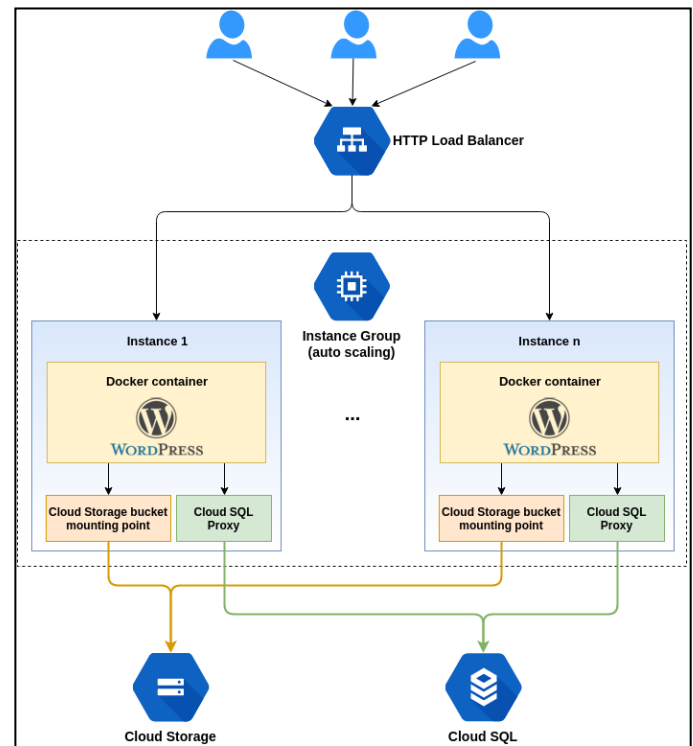 HTTP Load Balancer
Instance Group
(auto scaling)
Instance 1
Docker container
WORDPRESS
Cloud Storage bucket
mounting point
Cloud SQL
Proxy
...
Instance n
Docker container
WORDPRESS
Cloud Storage bucket
mounting point
Cloud SQL
Proxy
Cloud Storage
Cloud SQL